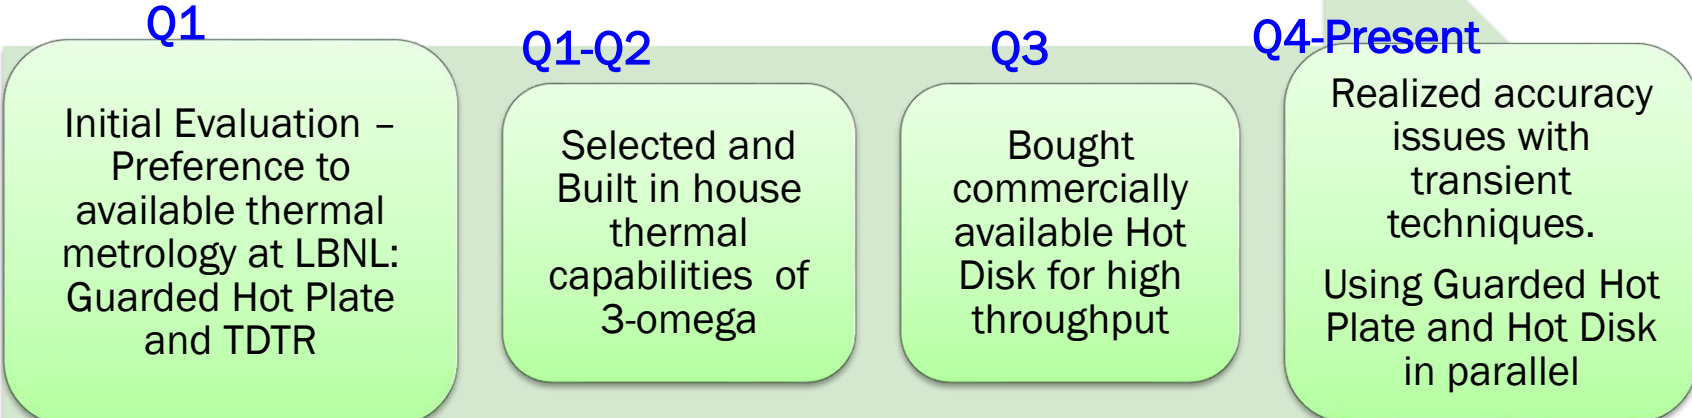 Q1
Initial Evaluation –
Preference to
available thermal
metrology at LBNL:
Guarded Hot Plate
and TDTR
Q1-Q2
Selected and
Built in house
thermal
capabilities of
3-omega
Q3
Bought
commercially
available Hot
Disk for high
throughput
Q4-Present
Realized accuracy
issues with
transient
techniques.
Using Guarded Hot
Plate and Hot Disk
in parallel